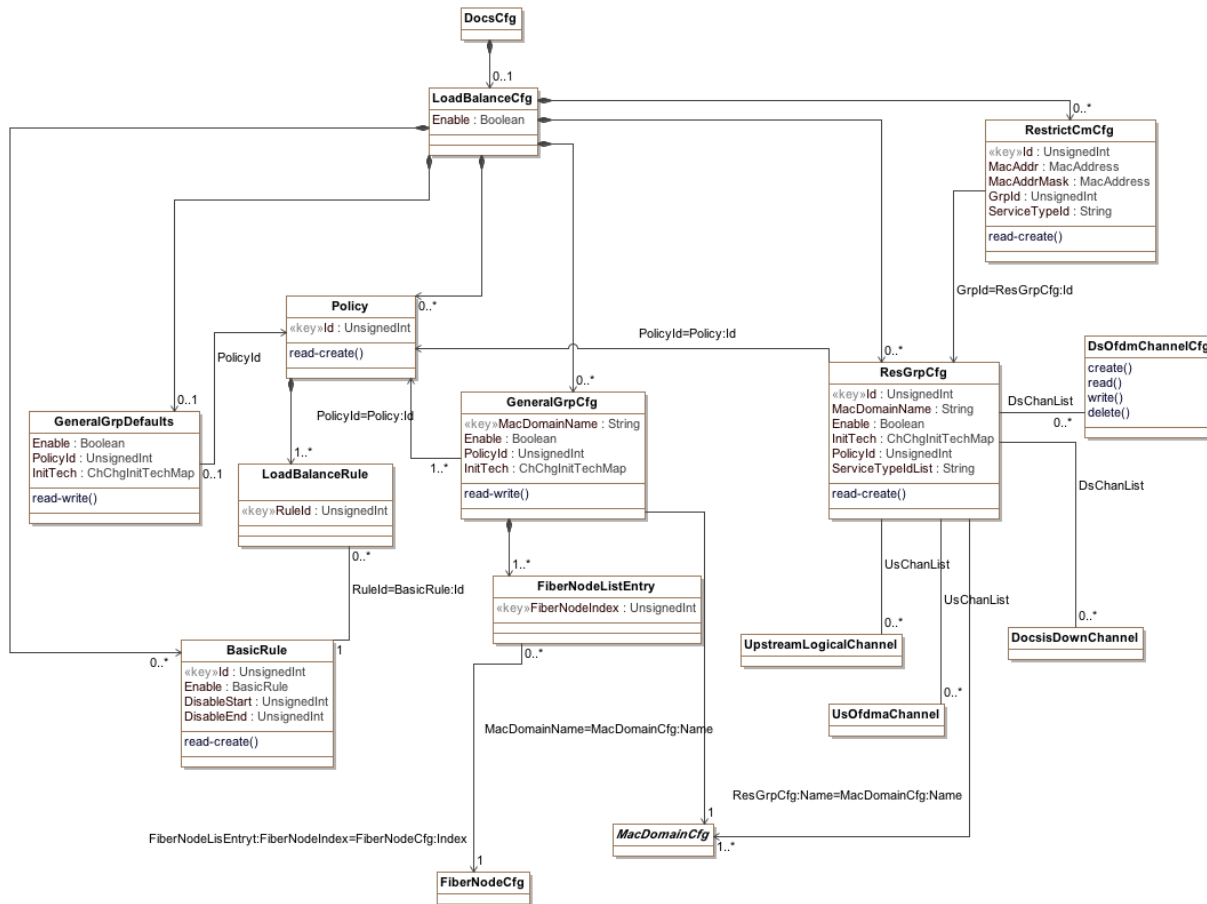 DocsCfg
0..1
LoadBalanceCfg
Enable : Boolean
0..*
RestrictCmCfg
«key»Id : UnsignedInt
MacAddr : MacAddress
MacAddrMask : MacAddress
GrpId : UnsignedInt
ServiceTypeId : String
read-create()
GrpId=ResGrpCfg:Id
Policy
0..*
«key»Id : UnsignedInt
read-create()
PolicyId
PolicyId=Policy:Id
0..*
DsOfdmChannelCfg
create()
read()
write()
delete()
ResGrpCfg
«key»Id : UnsignedInt
MacDomainName : String
Enable : Boolean
InitTech : ChChgInitTechMap
PolicyId : UnsignedInt
ServiceTypeIdList : String
read-create()
DsChanList
0..*
DsChanList
0..1
GeneralGrpDefaults
Enable : Boolean
PolicyId : UnsignedInt
InitTech : ChChgInitTechMap
read-write()
0..1
PolicyId=Policy:Id
0..*
GeneralGrpCfg
«key»MacDomainName : String
Enable : Boolean
PolicyId : UnsignedInt
InitTech : ChChgInitTechMap
read-write()
1..*
1..*
LoadBalanceRule
«key»RuleId : UnsignedInt
0..*
RuleId=BasicRule:Id
1..*
FiberNodeListEntry
«key»FiberNodeIndex : UnsignedInt
0..*
UsChanList
UsChanList
0..*
UpstreamLogicalChannel
0..*
DocsisDownChannel
0..*
UsOfdmaChannel
0..*
1
BasicRule
«key»Id : UnsignedInt
Enable : BasicRule
DisableStart : UnsignedInt
DisableEnd : UnsignedInt
read-create()
MacDomainName=MacDomainCfg:Name
ResGrpCfg:Name=MacDomainCfg:Name
1
MacDomainCfg
1..*
FiberNodeLisEntryt:FiberNodeIndex=FiberNodeCfg:Index
1
FiberNodeCfg